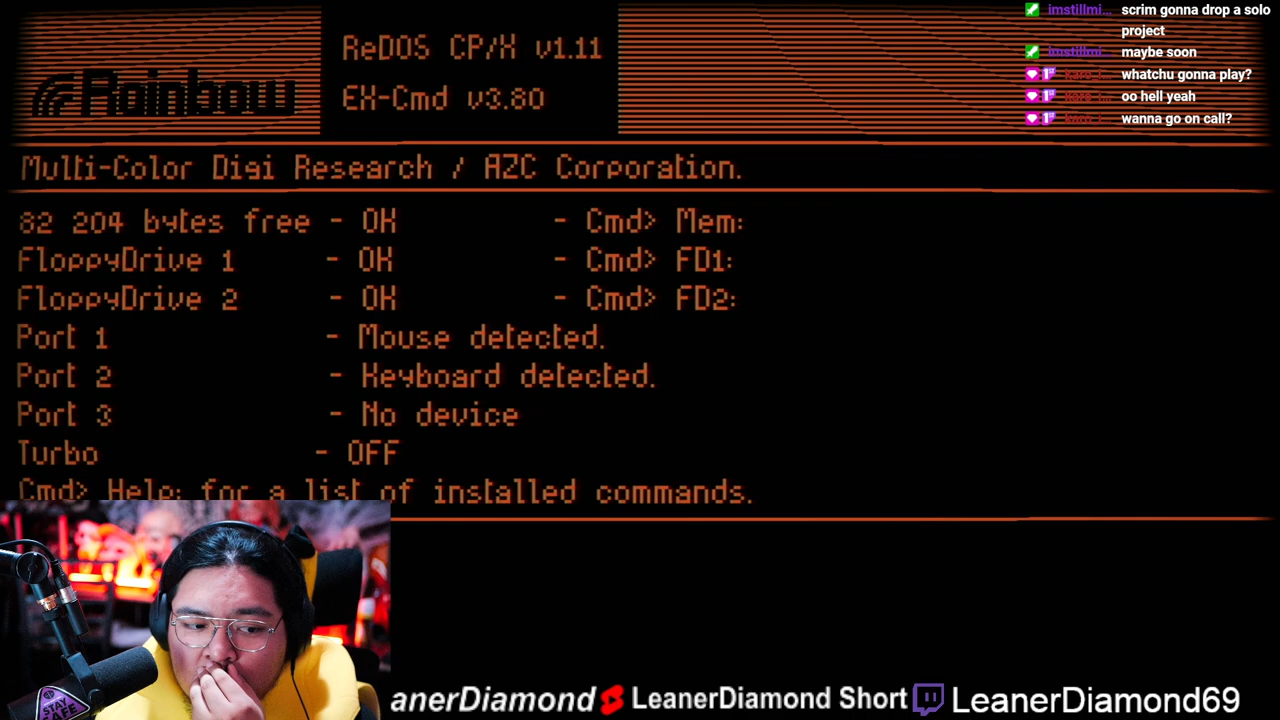 Rainbow
ReDOS CP/X v1.11
EX-Cmd v3.80
Multi-Color Digi Research / AZC Corporation.
82 204 bytes free - OK - Cmd> Mem:
FloppyDrive 1 - OK - Cmd> FD1:
FloppyDrive 2 - OK - Cmd> FD2:
Port 1 - Mouse detected.
Port 2 - Keyboard detected.
Port 3 - No device
Turbo - OFF
Cmd> Help: for a list of installed commands.
imstillmi... scrim gonna drop a solo
project
imstillmi... maybe soon
whatchu gonna play?
oo hell yeah
wanna go on call?
STAY
SAFE
anerDiamond LeanerDiamond Short LeanerDiamond69